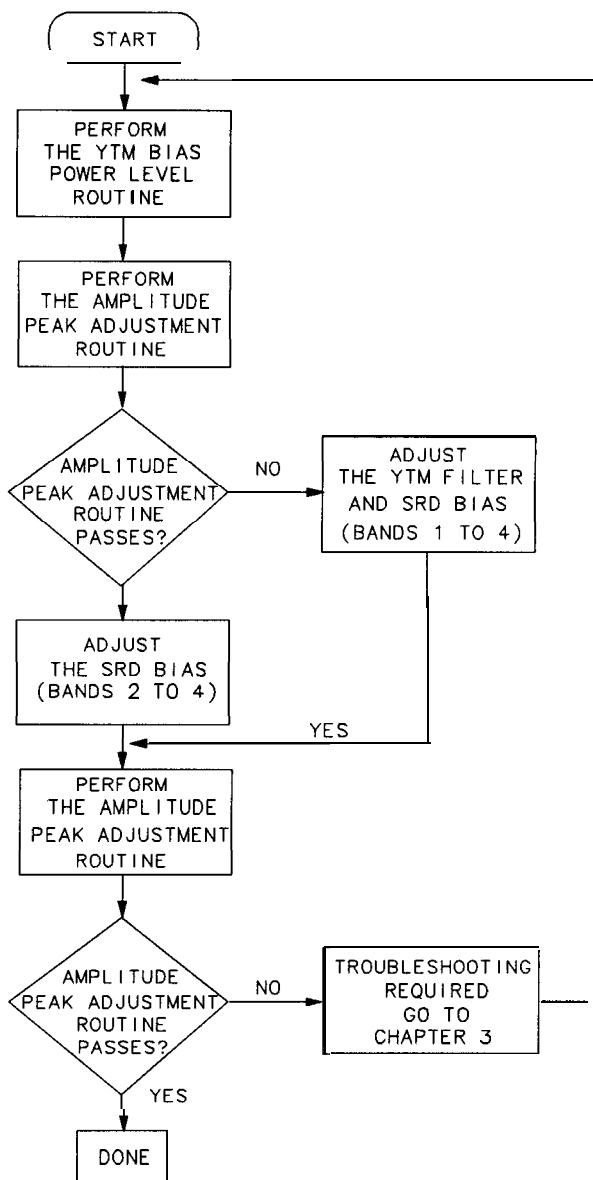 START
PERFORM
THE YTM BIAS
POWER LEVEL
ROUTINE
PERFORM
THE AMPLITUDE
PEAK ADJUSTMENT
ROUTINE
AMPLITUDE
PEAK ADJUSTMENT
ROUTINE
PASSES?
NO
ADJUST
THE YTM FILTER
AND SRD BIAS
(BANDS 1 TO 4)
ADJUST
THE SRD BIAS
(BANDS 2 TO 4)
YES
PERFORM
THE AMPLITUDE
PEAK ADJUSTMENT
ROUTINE
AMPLITUDE
PEAK ADJUSTMENT
ROUTINE
PASSES?
NO
TROUBLESHOOTING
REQUIRED
GO TO
CHAPTER 3
YES
DONE